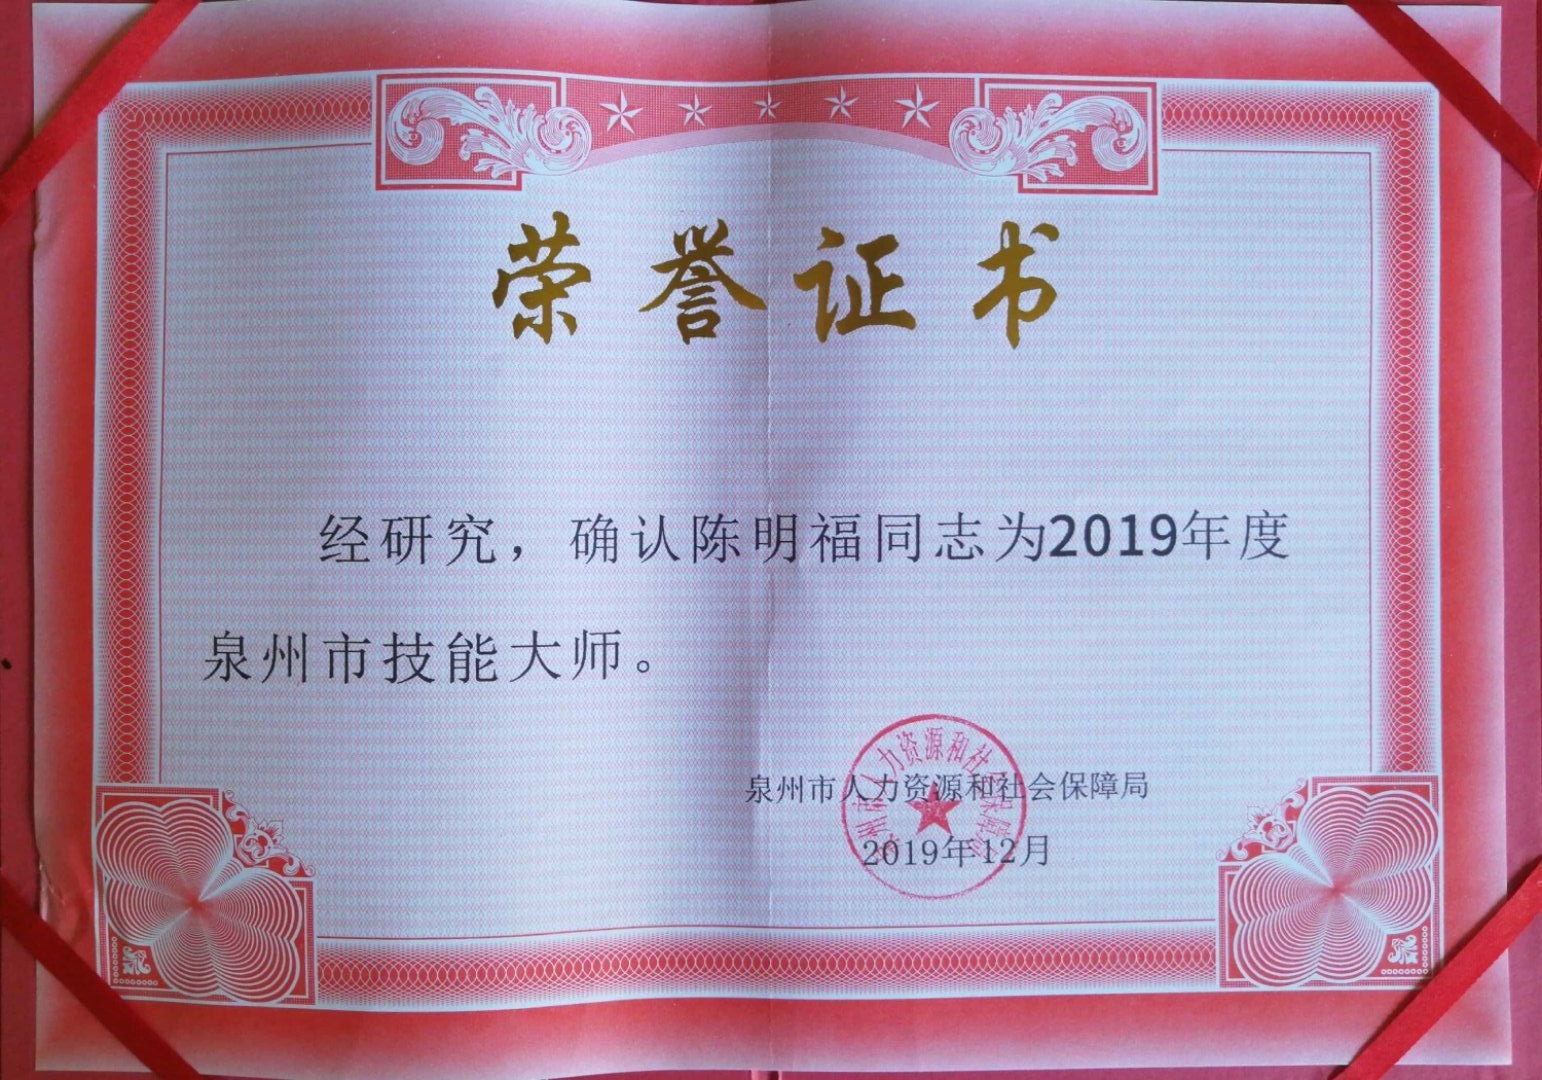 荣誉证书
经研究，确认陈明福同志为2019年度
泉州市技能大师。
泉州市人力资源和社会保障局
2019年12月